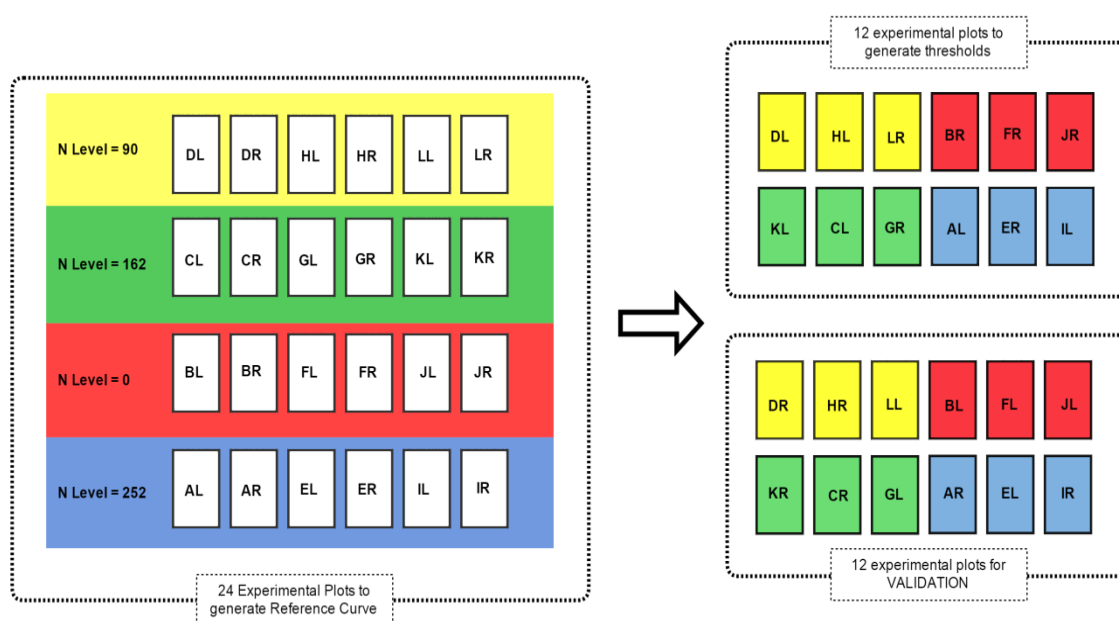 N Level = 90
DL DR HL HR LL LR
N Level = 162
CL CR GL GR KL KR
N Level = 0
BL BR FL FR JL JR
N Level = 252
AL AR EL ER IL IR
24 Experimental Plots to
generate Reference Curve
12 experimental plots to
generate thresholds
DL HL LR BR FR JR
KL CL GR AL ER IL
DR HR LL BL FL JL
KR CR GL AR EL IR
12 experimental plots for
VALIDATION